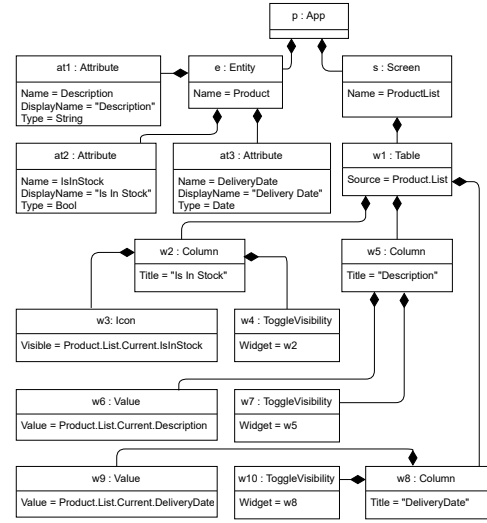 p : App
at1 : Attribute
Name = Description
DisplayName = "Description"
Type = String
e : Entity
Name = Product
s : Screen
Name = ProductList
at2 : Attribute
Name = IsInStock
DisplayName = "Is In Stock"
Type = Bool
at3 : Attribute
Name = DeliveryDate
DisplayName = "Delivery Date"
Type = Date
w1 : Table
Source = Product.List
w2 : Column
Title = "Is In Stock"
w5 : Column
Title = "Description"
w3: Icon
Visible = Product.List.Current.IsInStock
w4 : ToggleVisibility
Widget = w2
w6 : Value
Value = Product.List.Current.Description
w7 : ToggleVisibility
Widget = w5
w9 : Value
Value = Product.List.Current.DeliveryDate
w10 : ToggleVisibility
Widget = w8
w8 : Column
Title = "DeliveryDate"